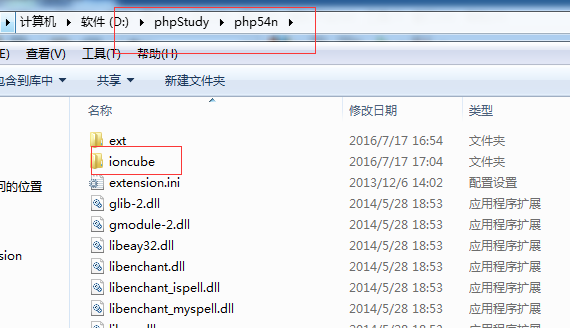 计算机 ▸ 软件 (D:) ▸ phpStudy ▸ php54n ▸
E) 查看(V) 工具(T) 帮助(H)
包含到库中 共享 新建文件夹
名称 修改日期 类型
ext 2016/7/17 16:54 文件夹
ioncube 2016/7/17 17:04 文件夹
问的位置
extension.ini 2013/12/6 14:02 配置设置
glib-2.dll 2014/5/28 18:53 应用程序扩展
gmodule-2.dll 2014/5/28 18:53 应用程序扩展
libeay32.dll 2014/5/28 18:53 应用程序扩展
sion
libenchant.dll 2014/5/28 18:53 应用程序扩展
libenchant_ispell.dll 2014/5/28 18:53 应用程序扩展
libenchant_myspell.dll 2014/5/28 18:53 应用程序扩展